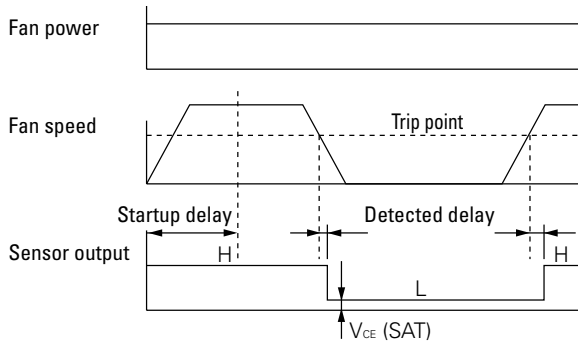 Fan power
Fan speed
Trip point
Startup delay
Detected delay
Sensor output
H
H
L
VCE (SAT)